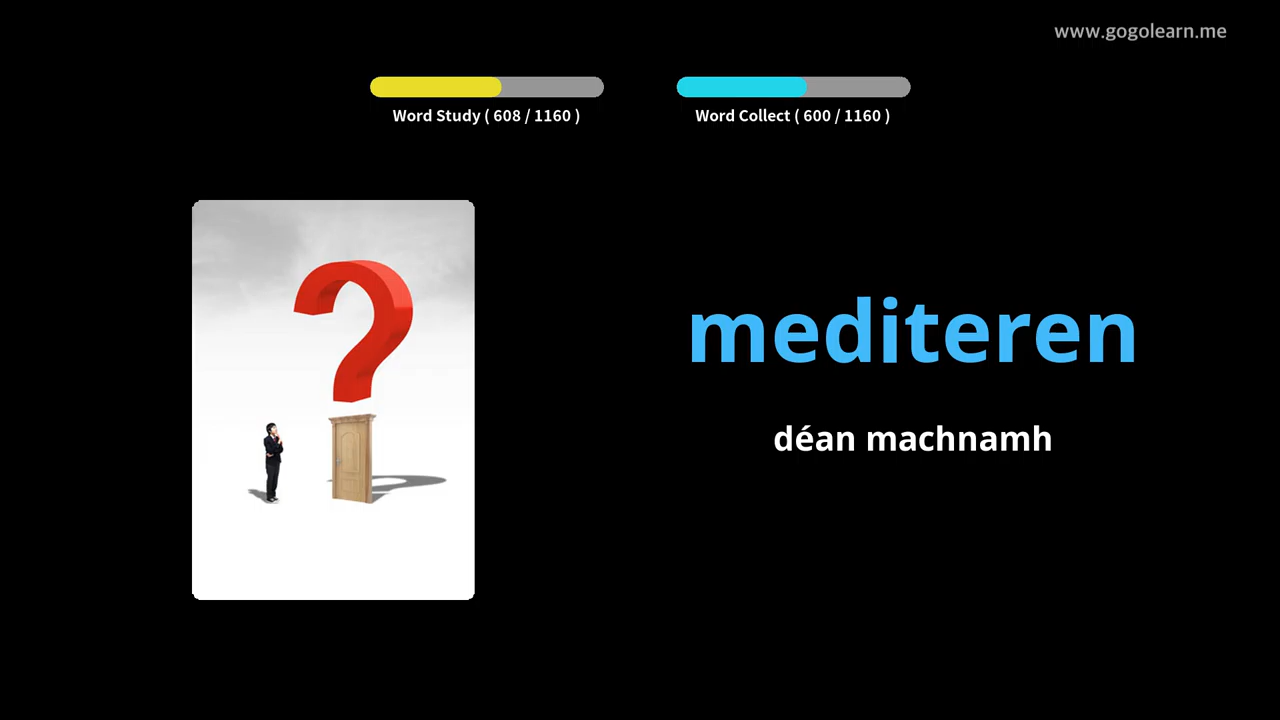 www.gogolearn.me
Word Study ( 608 / 1160 )
Word Collect ( 600 / 1160 )
mediteren
déan machnamh